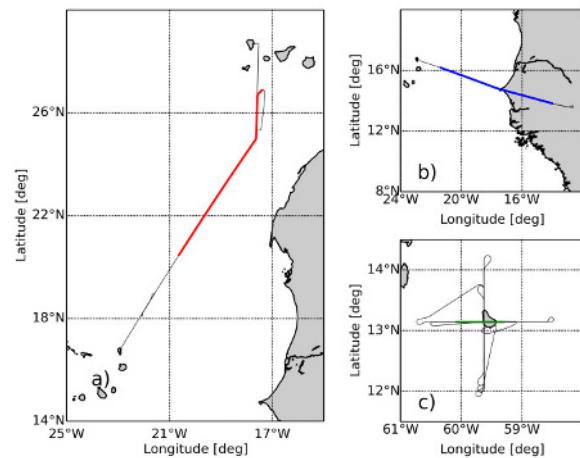 26°N
22°N
18°N
14°N
25°W
21°W
17°W
Latitude [deg]
Longitude [deg]
a)
16°N
12°N
8°N
24°W
20°W
16°W
Latitude [deg]
Longitude [deg]
b)
14°N
13°N
12°N
61°W
60°W
59°W
Latitude [deg]
Longitude [deg]
c)